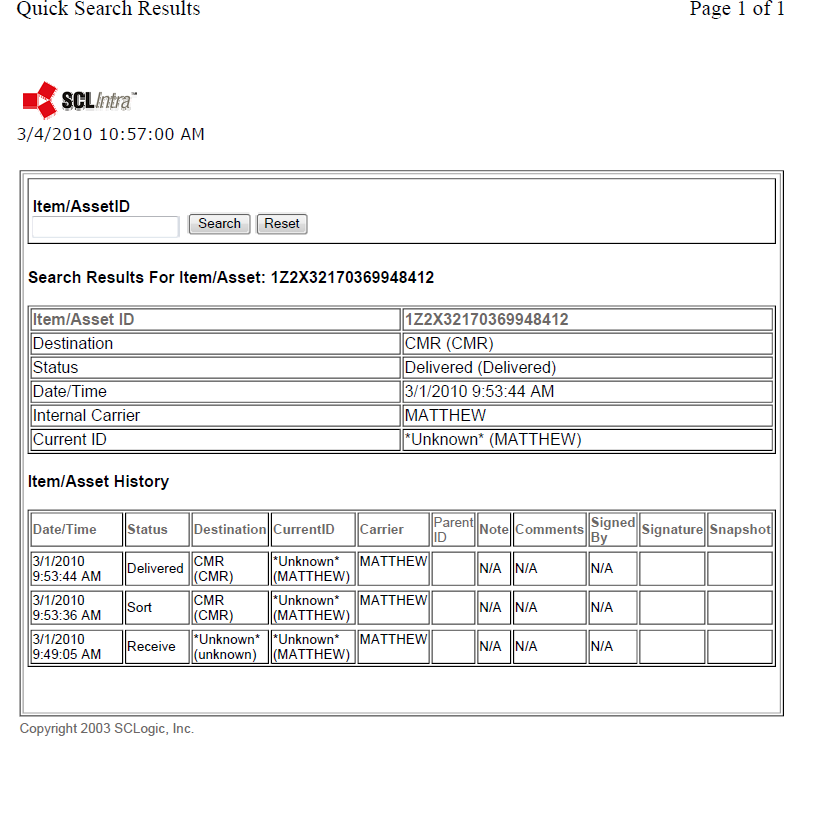 Quick Search Results Page 1 of 1
SCLIntra™
3/4/2010 10:57:00 AM
Item/AssetID
Search Reset
Search Results For Item/Asset: 1Z2X32170369948412
Item/Asset ID 1Z2X32170369948412
Destination CMR (CMR)
Status Delivered (Delivered)
Date/Time 3/1/2010 9:53:44 AM
Internal Carrier MATTHEW
Current ID *Unknown* (MATTHEW)
Item/Asset History
Date/Time Status Destination CurrentID Carrier Parent ID Note Comments Signed By Signature Snapshot
3/1/2010 9:53:44 AM Delivered CMR (CMR) *Unknown* (MATTHEW) MATTHEW N/A N/A N/A
3/1/2010 9:53:36 AM Sort CMR (CMR) *Unknown* (MATTHEW) MATTHEW N/A N/A N/A
3/1/2010 9:49:05 AM Receive *Unknown* (unknown) *Unknown* (MATTHEW) MATTHEW N/A N/A N/A
Copyright 2003 SCLogic, Inc.